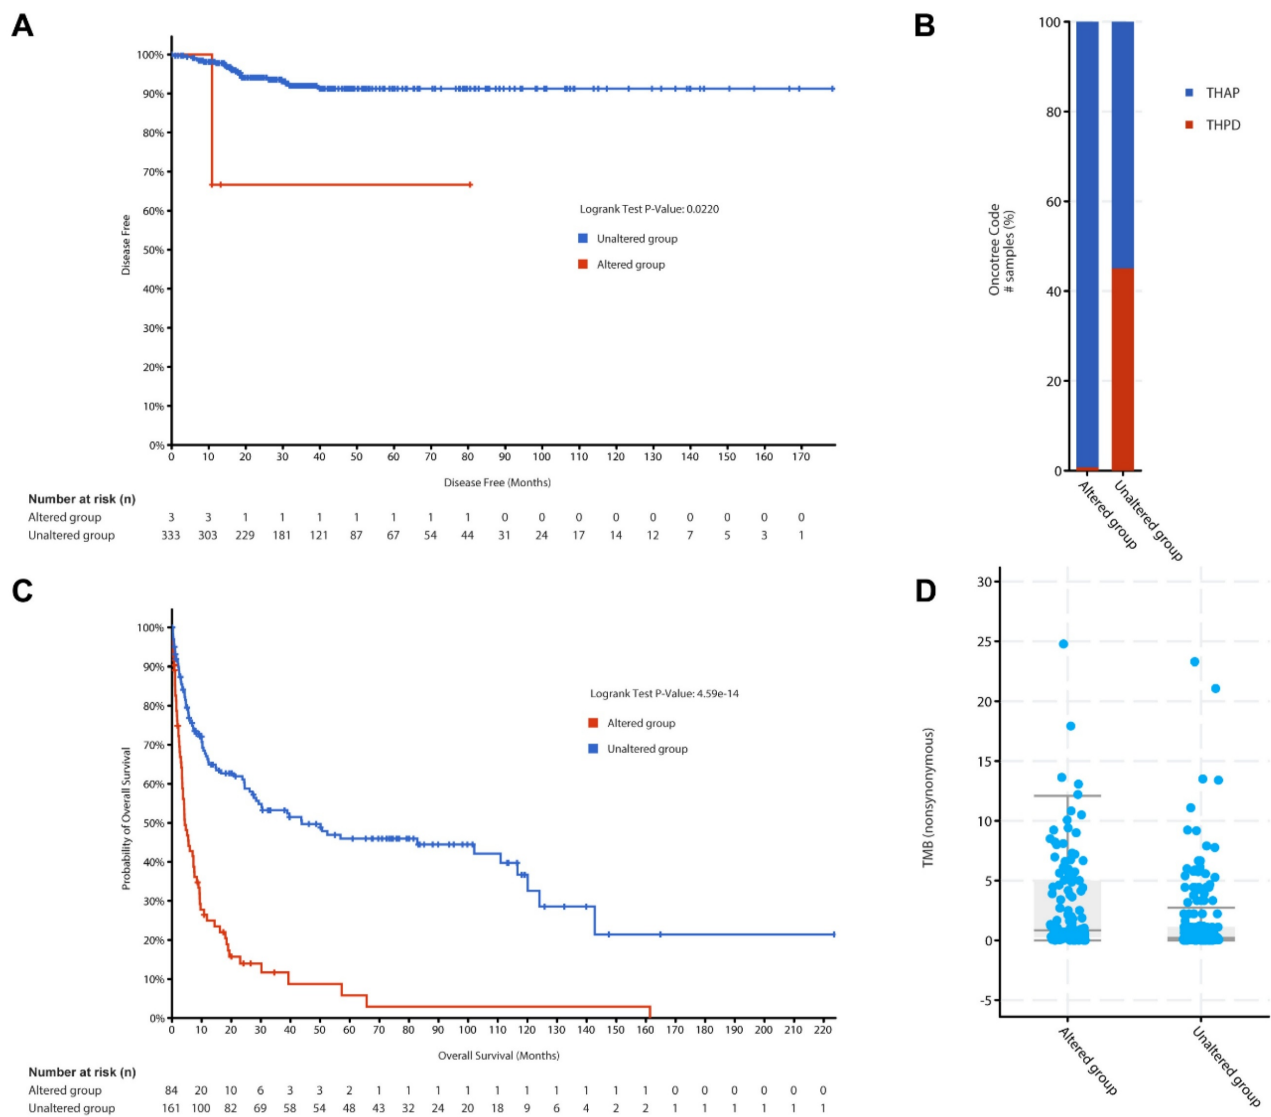 A
100%
90%
80%
70%
60%
50%
40%
30%
20%
10%
0%
Disease Free
Logrank Test P-Value: 0.0220
Unaltered group
Altered group
0 10 20 30 40 50 60 70 80 90 100 110 120 130 140 150 160 170
Disease Free (Months)
Number at risk (n)
Altered group 3 3 1 1 1 1 1 1 1 0 0 0 0 0 0 0 0 0
Unaltered group 333 303 229 181 121 87 67 54 44 31 24 17 14 12 7 5 3 1
B
100
80
60
40
20
0
Oncotree Code
# samples (%)
THAP
THPD
Altered group
Unaltered group
C
100%
90%
80%
70%
60%
50%
40%
30%
20%
10%
0%
Probability of Overall Survival
Logrank Test P-Value: 4.59e-14
Altered group
Unaltered group
0 10 20 30 40 50 60 70 80 90 100 110 120 130 140 150 160 170 180 190 200 210 220
Overall Survival (Months)
Number at risk (n)
Altered group 84 20 10 6 3 3 2 1 1 1 1 1 1 1 1 1 1 0 0 0 0 0 0
Unaltered group 161 100 82 69 58 54 48 43 32 24 20 18 9 6 4 2 2 1 1 1 1 1 1
D
30
25
20
15
10
5
0
-5
TMB (nonsynonymous)
Altered group
Unaltered group